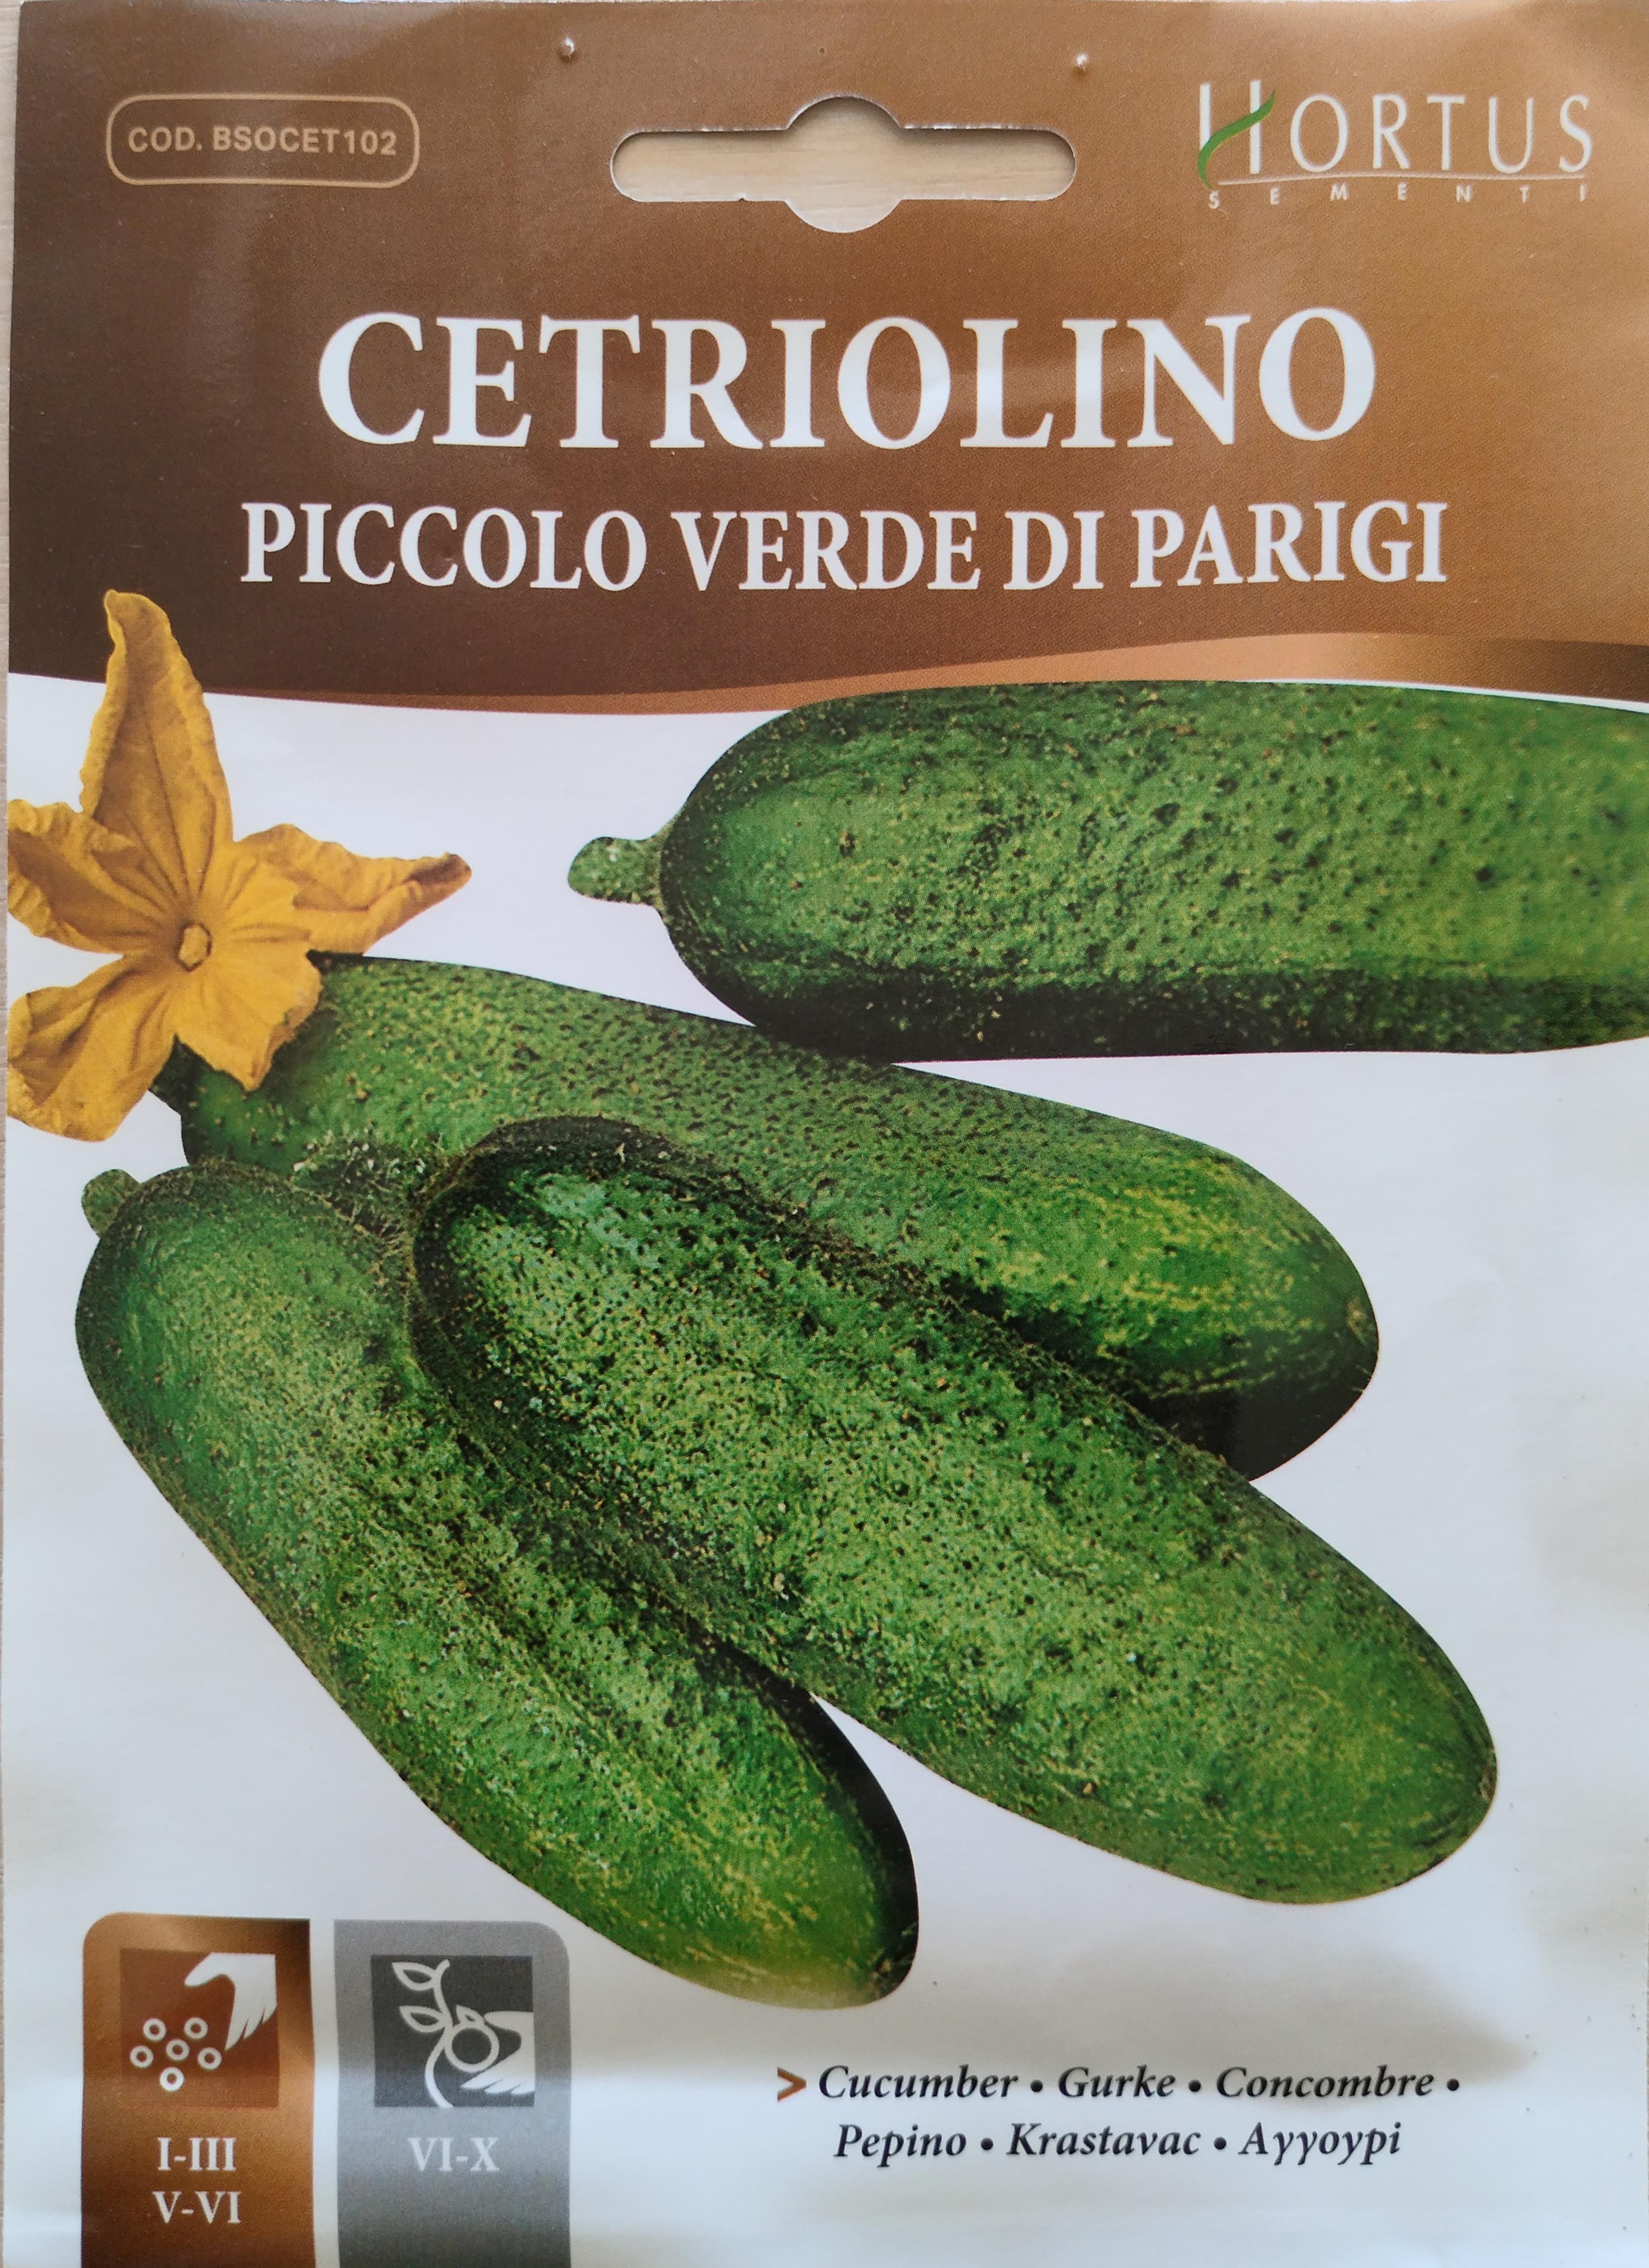 COD. BSOCET102
HORTUS
SEMENTI
CETRIOLINO
PICCOLO VERDE DI PARIGI
I-III
V-VI
VI-X
> Cucumber • Gurke • Concombre •
Pepino • Krastavac • Αγγουρι